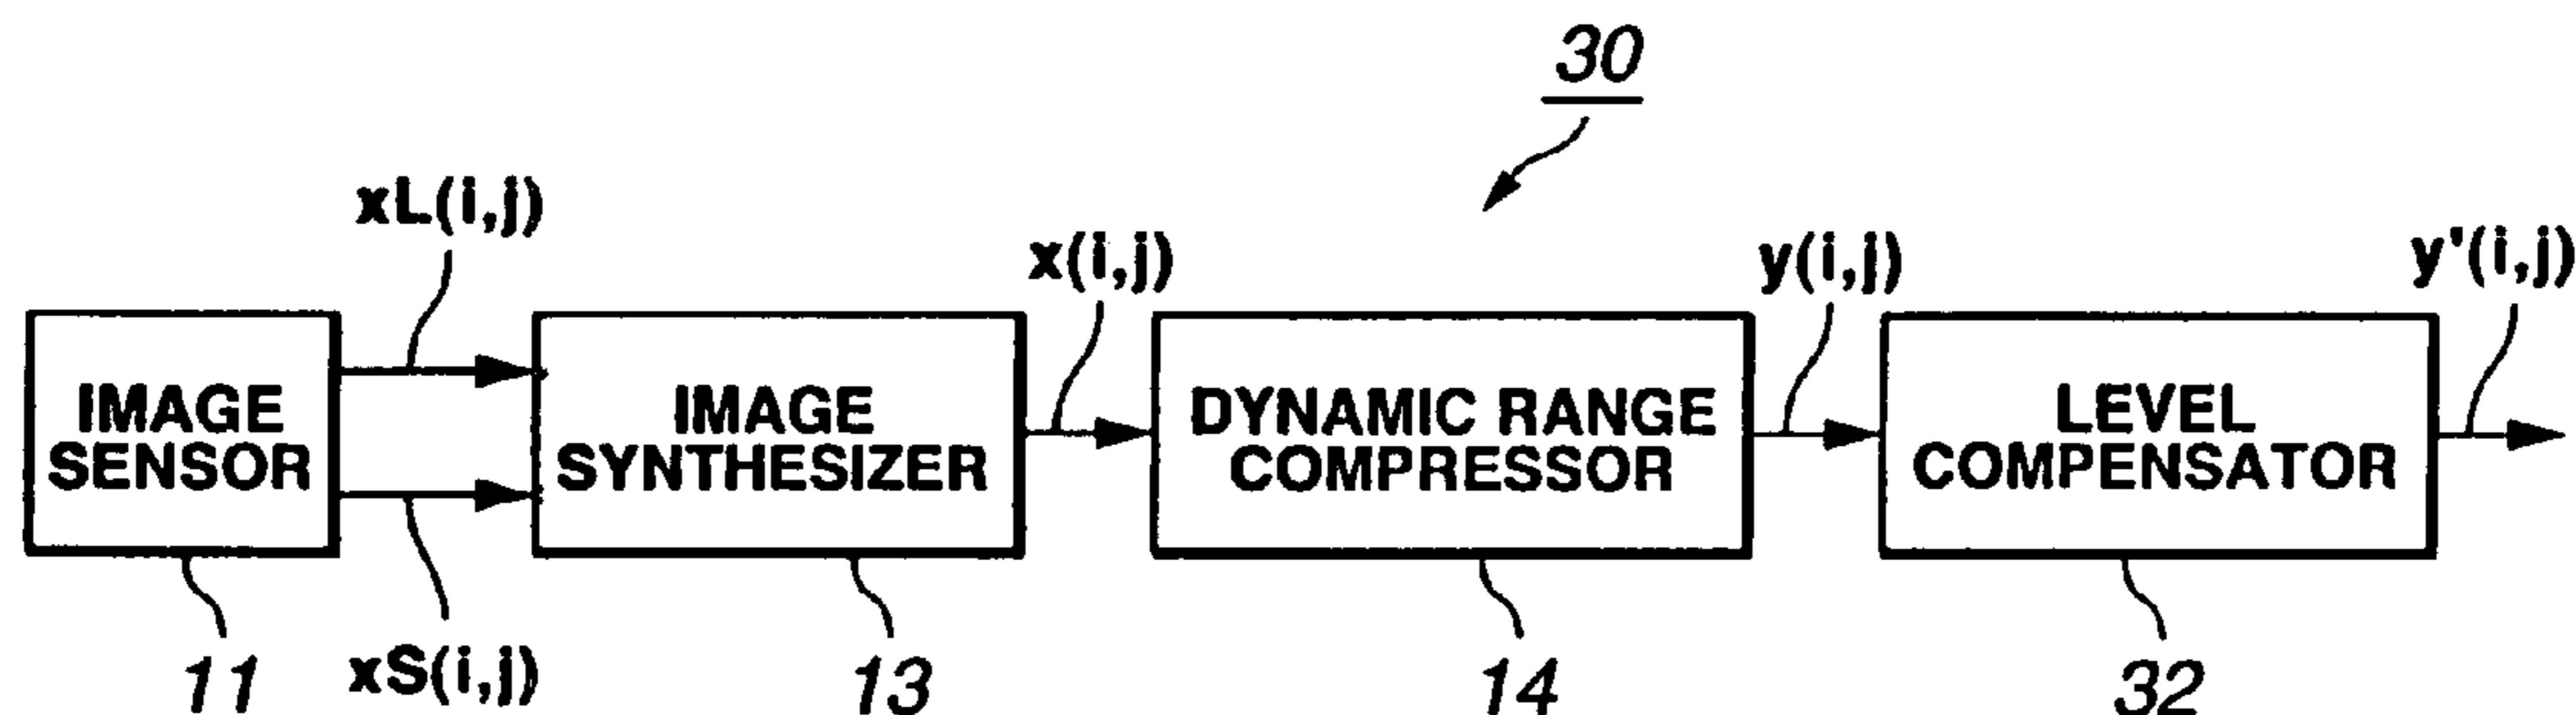 30
xL(i,j)
x(i,j)
y(i,j)
y'(i,j)
IMAGE
SENSOR
IMAGE
SYNTHESIZER
DYNAMIC RANGE
COMPRESSOR
LEVEL
COMPENSATOR
11
xS(i,j)
13
14
32